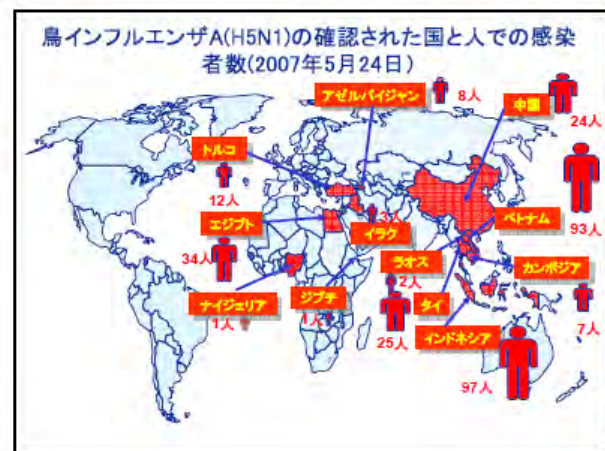 鳥インフルエンザA(H5N1)の確認された国と人での感染
者数(2007年5月24日)
アゼルバイジャン
8人
中国
24人
トルコ
12人
93人
エジプト
34人
イラク
3人
ベトナム
ラオス
2人
カンボジア
7人
ナイジェリア
1人
ジブチ
1人
タイ
25人
インドネシア
97人